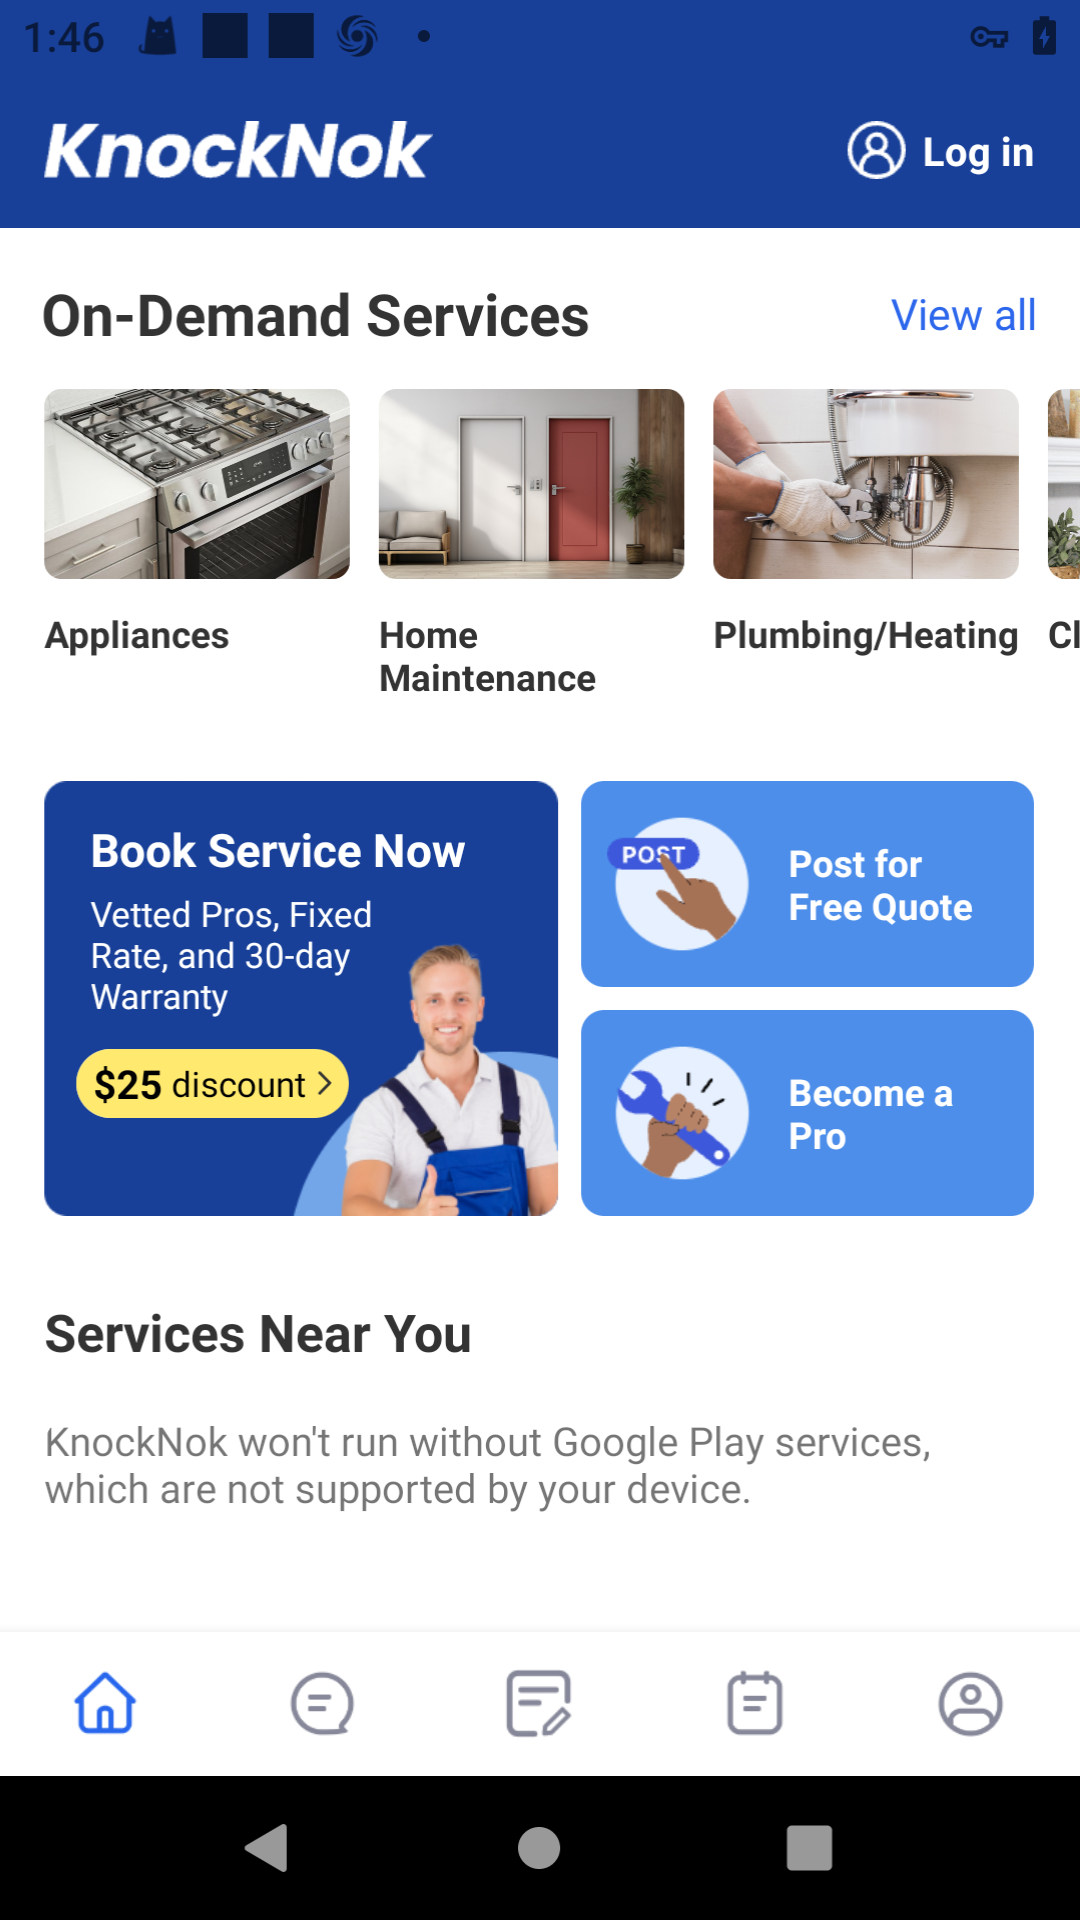 1:46
KnockNok
Log in
On-Demand Services
View all
Appliances
Home
Maintenance
Plumbing/Heating
Cl
Book Service Now
Vetted Pros, Fixed
Rate, and 30-day
Warranty
$25 discount
POST
Post for
Free Quote
Become a
Pro
Services Near You
KnockNok won't run without Google Play services,
which are not supported by your device.